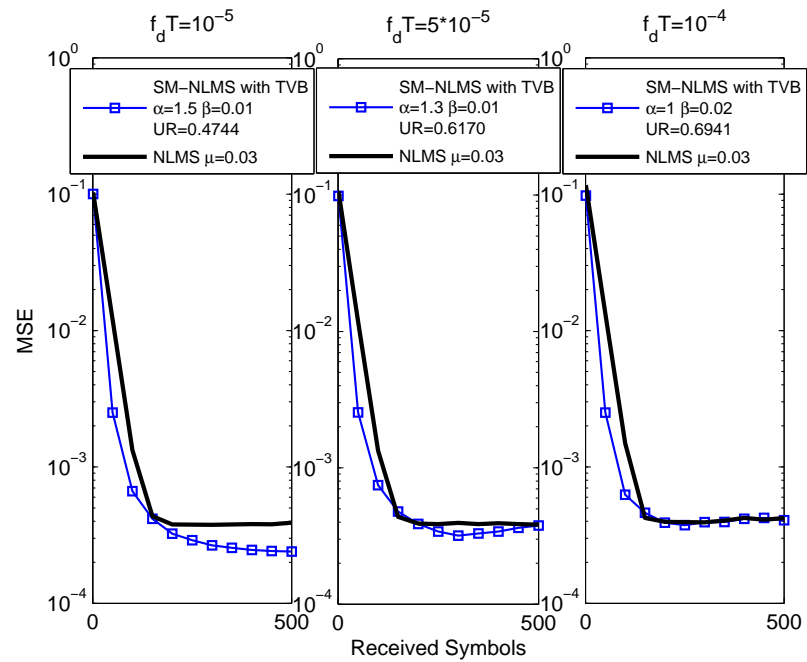 f_dT=10^−5
f_dT=5*10^−5
f_dT=10^−4
MSE
10^0
10^−1
10^−2
10^−3
10^−4
0
500
SM−NLMS with TVB
α=1.5 β=0.01
UR=0.4744
NLMS μ=0.03
10^0
10^−1
10^−2
10^−3
10^−4
0
500
SM−NLMS with TVB
α=1.3 β=0.01
UR=0.6170
NLMS μ=0.03
10^0
10^−1
10^−2
10^−3
10^−4
0
500
SM−NLMS with TVB
α=1 β=0.02
UR=0.6941
NLMS μ=0.03
Received Symbols